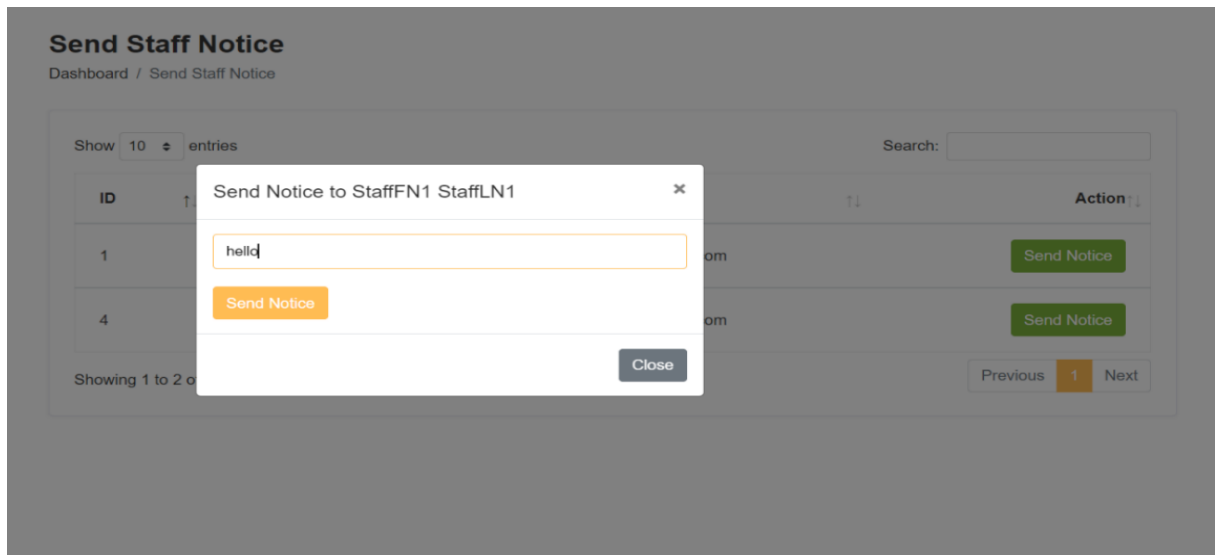 Send Staff Notice
Dashboard / Send Staff Notice
Show 10 entries
Search:
ID
Action
Send Notice to StaffFN1 StaffLN1
×
hello
Send Notice
Close
1
om
Send Notice
4
om
Send Notice
Showing 1 to 2 o
Previous 1 Next